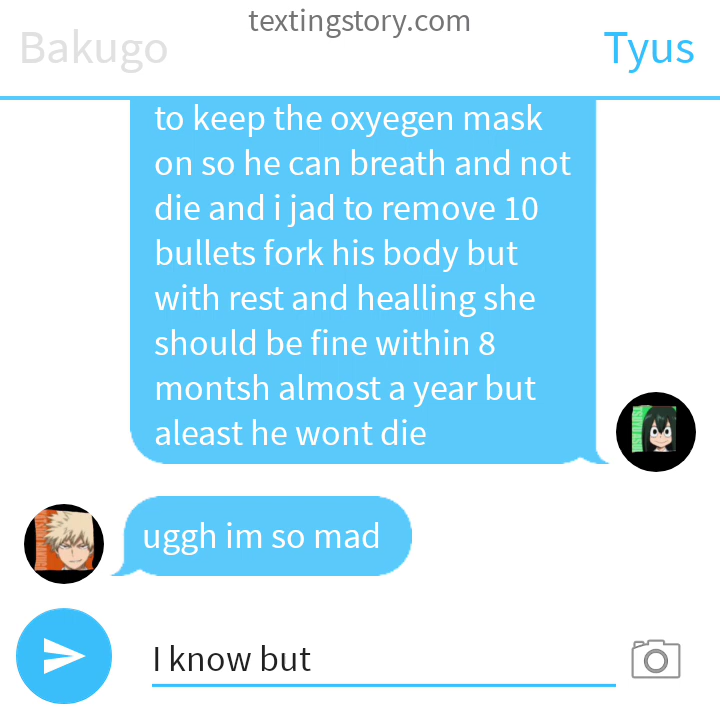 textingstory.com
Bakugo
Tyus
to keep the oxyegen mask
on so he can breath and not
die and i jad to remove 10
bullets fork his body but
with rest and healling she
should be fine within 8
montsh almost a year but
aleast he wont die
uggh im so mad
I know but